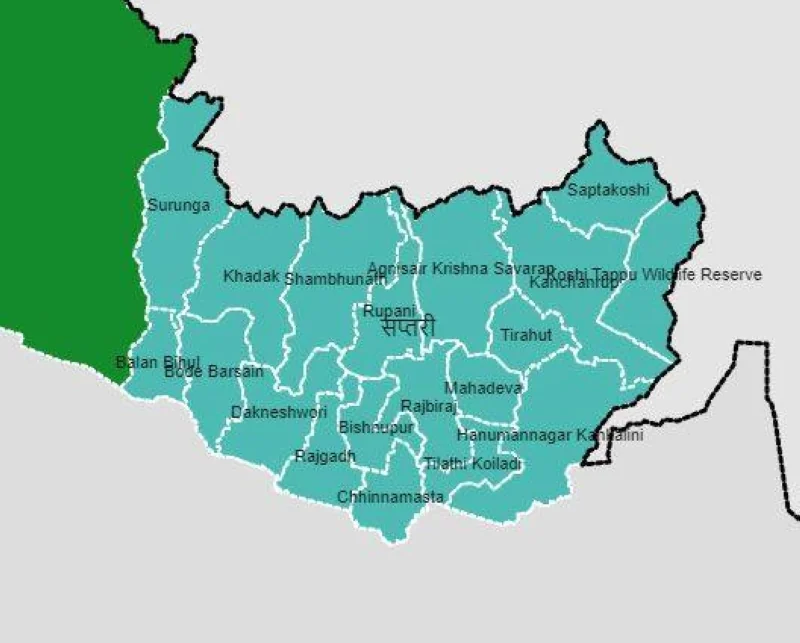 Saptakoshi
Surunga
Agnisair Krishna Savaran
Koshi Tappu Wildlife Reserve
Khadak
Shambhunath
Kanchanrup
Rupani
सप्तरी
Tirahut
Balan Bihul
Bode Barsain
Mahadeva
Rajbiraj
Dakneshwori
Bishnupur
Hanumannagar Kankalini
Rajgadh
Tilathi Koiladi
Chhinnamasta